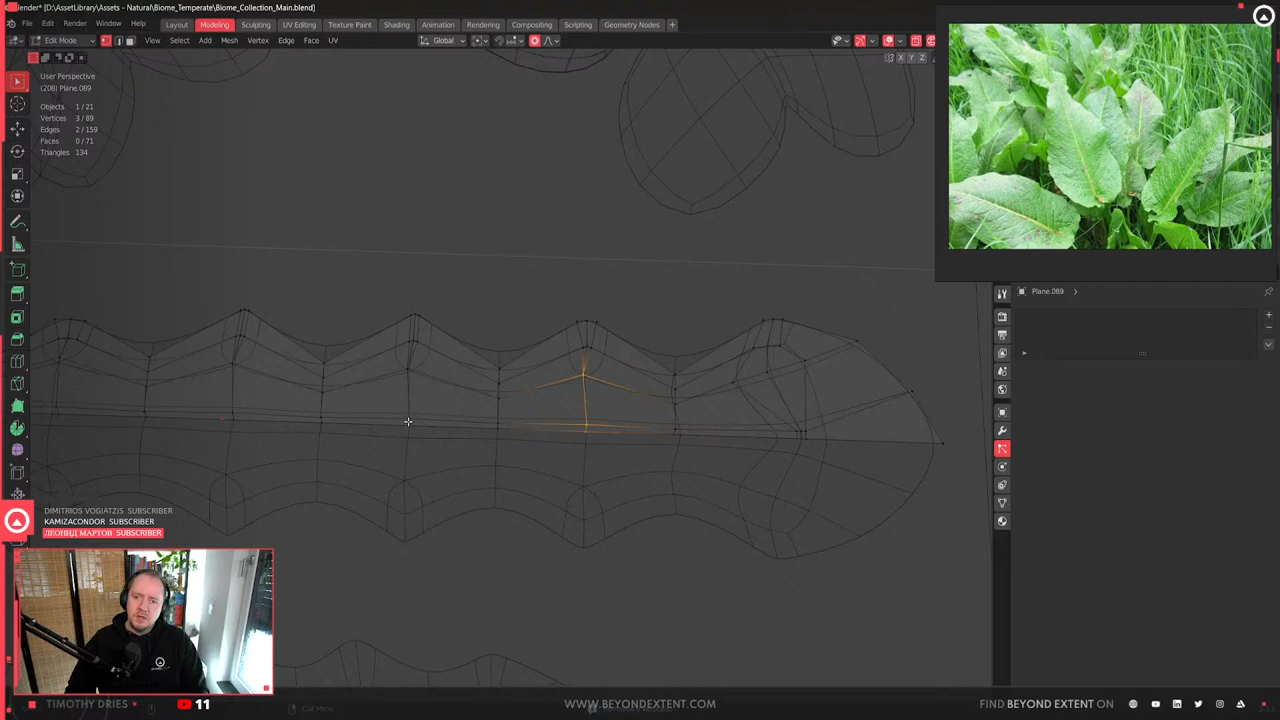 Blender* [D:\AssetLibrary\Assets - Natural\Biome_Temperate\Biome_Collection_Main.blend]
File Edit Render Window Help Layout Modeling Sculpting UV Editing Texture Paint Shading Animation Rendering Compositing Scripting Geometry Nodes +
Edit Mode View Select Add Mesh Vertex Edge Face UV Global X Y Z
User Perspective
(208) Plane.089
Objects 1 / 21
Vertices 3 / 89
Edges 2 / 159
Faces 0 / 71
Triangles 134
Plane.089
DIMITRIOS VOGIATZIS SUBSCRIBER
KAMIZACONDOR SUBSCRIBER
ЛЕОНИД МАРТОВ SUBSCRIBER
Call Menu
TIMOTHY DRIES 11 WWW.BEYONDEXTENT.COM FIND BEYOND EXTENT ON